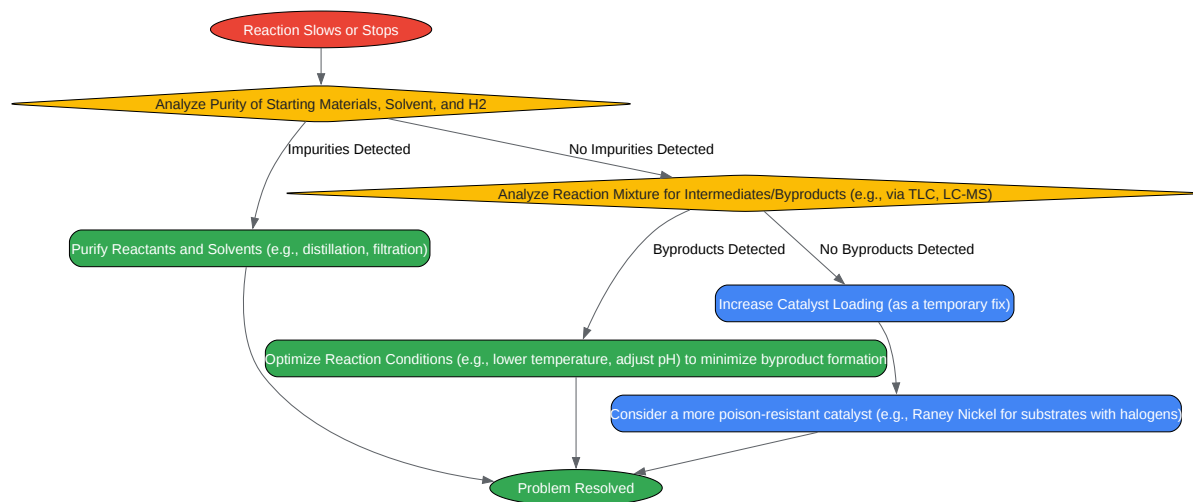 Reaction Slows or Stops
Analyze Purity of Starting Materials, Solvent, and H2
Impurities Detected
No Impurities Detected
Analyze Reaction Mixture for Intermediates/Byproducts (e.g., via TLC, LC-MS)
Purify Reactants and Solvents (e.g., distillation, filtration)
Byproducts Detected
No Byproducts Detected
Increase Catalyst Loading (as a temporary fix)
Optimize Reaction Conditions (e.g., lower temperature, adjust pH) to minimize byproduct formation
Consider a more poison-resistant catalyst (e.g., Raney Nickel for substrates with halogens)
Problem Resolved